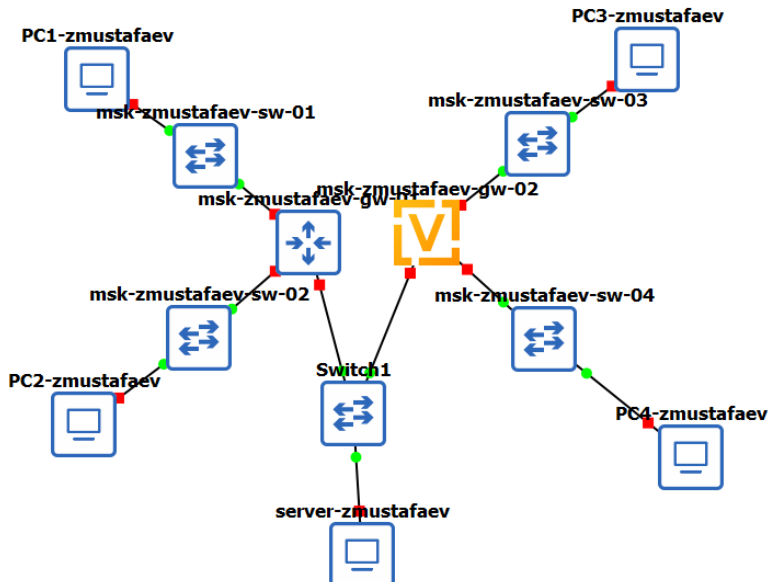 PC1-zmustafaev
PC3-zmustafaev
msk-zmustafaev-sw-01
msk-zmustafaev-sw-03
msk-zmustafaev-gw-01
msk-zmustafaev-gw-02
V
msk-zmustafaev-sw-02
msk-zmustafaev-sw-04
PC2-zmustafaev
Switch1
PC4-zmustafaev
server-zmustafaev